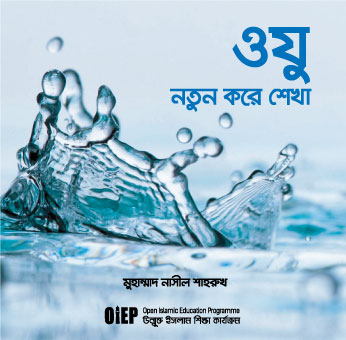 ওযু
নতুন করে শেখা
মুহাম্মাদ নাসীল শাহরুখ
OiEP
Open Islamic Education Programme
উন্মুক্ত ইসলাম শিক্ষা কার্যক্রম